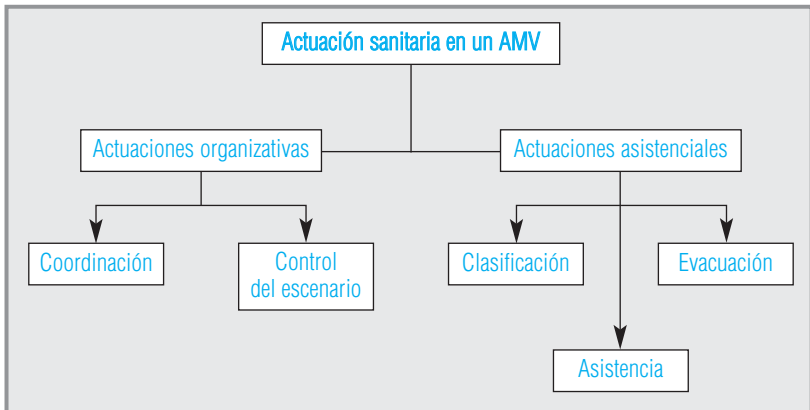 Actuación sanitaria en un AMV
Actuaciones organizativas
Actuaciones asistenciales
Coordinación
Control
del escenario
Clasificación
Evacuación
Asistencia